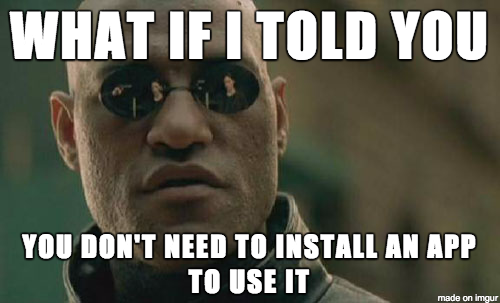 WHAT IF I TOLD YOU
YOU DON'T NEED TO INSTALL AN APP
TO USE IT
made on imgur